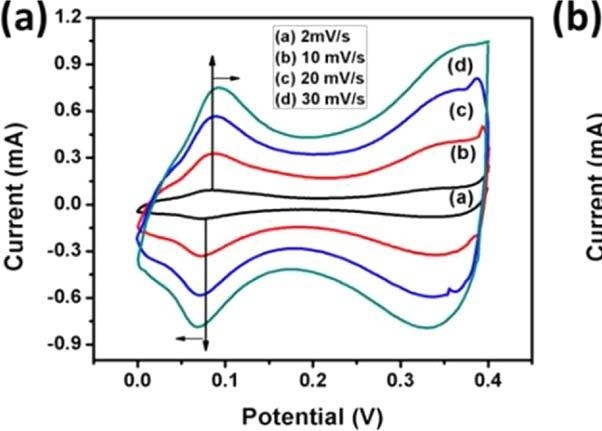 (a)
(b)
(a) 2mV/s
(b) 10 mV/s
(c) 20 mV/s
(d) 30 mV/s
1.2
0.9
0.6
0.3
0.0
-0.3
-0.6
-0.9
Current (mA)
(d)
(c)
(b)
(a)
0.0 0.1 0.2 0.3 0.4
Potential (V)
Current (m